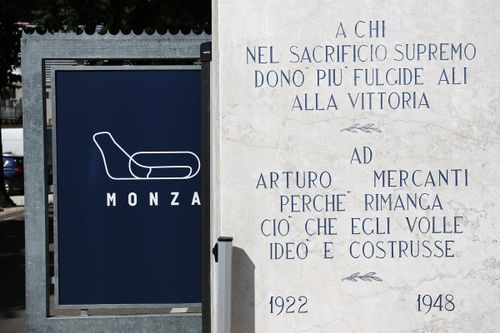 MONZA
A CHI
NEL SACRIFICIO SUPREMO
DONO' PIU' FULGIDE ALI
ALLA VITTORIA
AD
ARTURO MERCANTI
PERCHE' RIMANGA
CIO' CHE EGLI VOLLE
IDEO' E COSTRUSSE
1922 1948